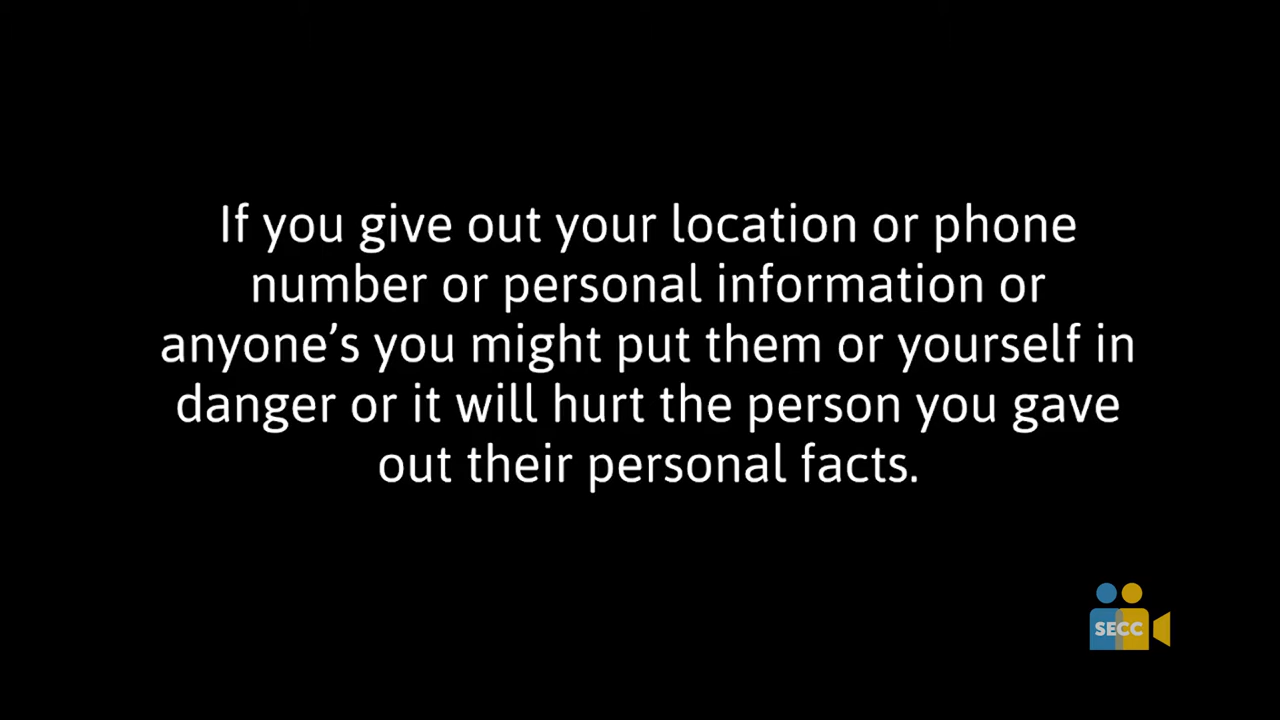 If you give out your location or phone
number or personal information or
anyone’s you might put them or yourself in
danger or it will hurt the person you gave
out their personal facts.
SECC